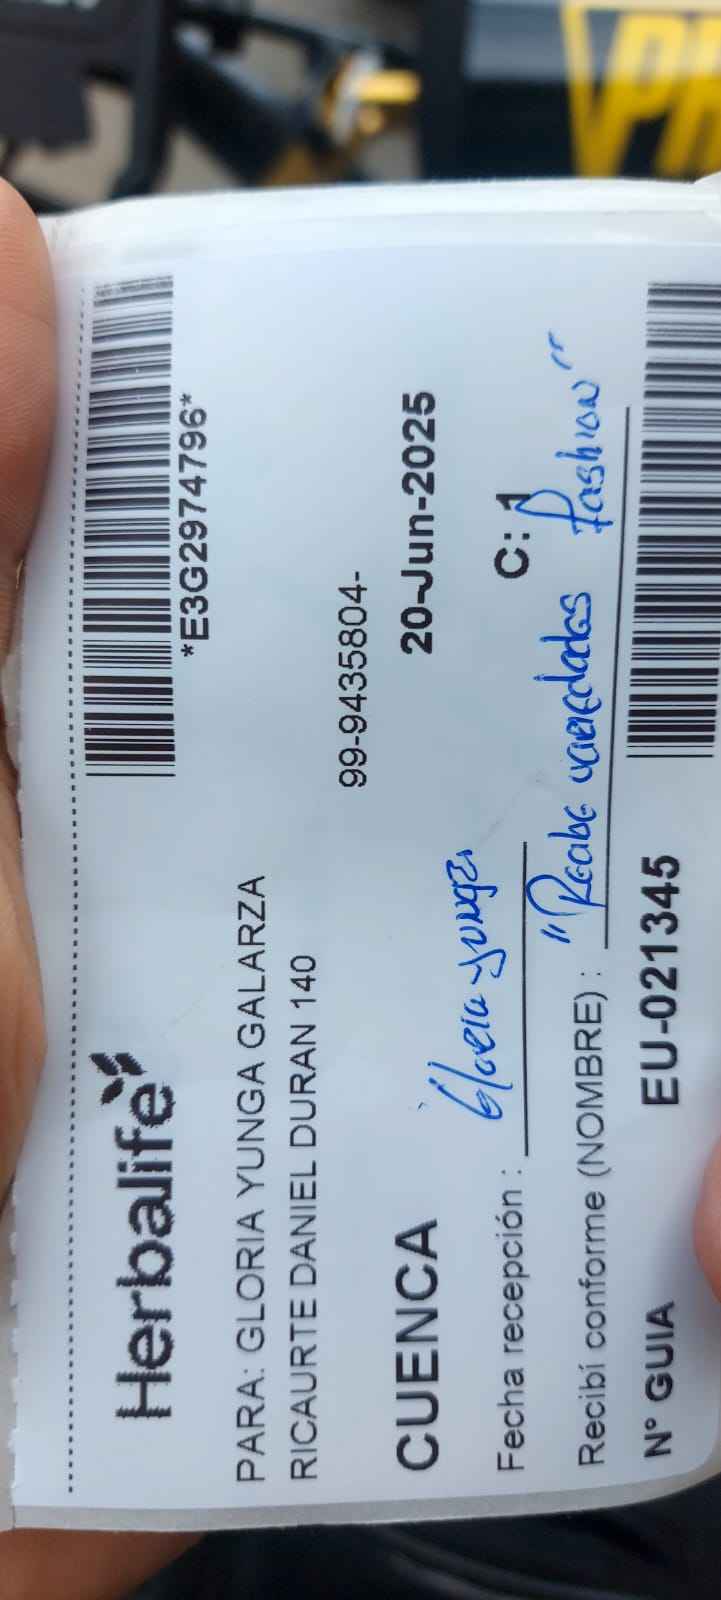 Herbalife
*E3G2974796*
PARA: GLORIA YUNGA GALARZA
RICAURTE DANIEL DURAN 140
99-9435804-
CUENCA
20-Jun-2025
Fecha recepción : Gloria Yunga
C: 1
Recibí conforme (NOMBRE) : "Recibe variedades Fashion"
N° GUIA
EU-021345
PR